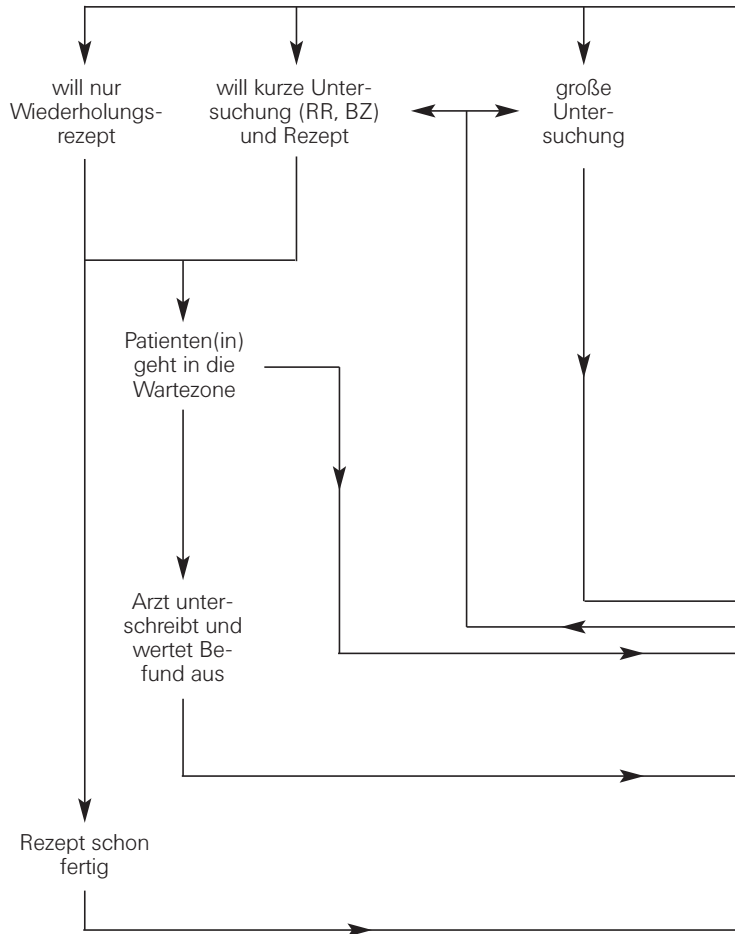 will nur
Wiederholungs-
rezept
will kurze Unter-
suchung (RR, BZ)
und Rezept
große
Unter-
suchung
Patienten(in)
geht in die
Wartezone
Arzt unter-
schreibt und
wertet Be-
fund aus
Rezept schon
fertig